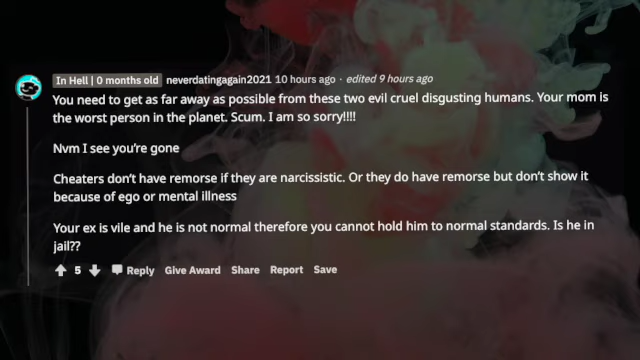 In Hell | 0 months old neverdatingagain2021 10 hours ago · edited 9 hours ago
You need to get as far away as possible from these two evil cruel disgusting humans. Your mom is
the worst person in the planet. Scum. I am so sorry!!!!
Nvm I see you're gone
Cheaters don't have remorse if they are narcissistic. Or they do have remorse but don't show it
because of ego or mental illness
Your ex is vile and he is not normal therefore you cannot hold him to normal standards. Is he in
jail??
5 Reply Give Award Share Report Save